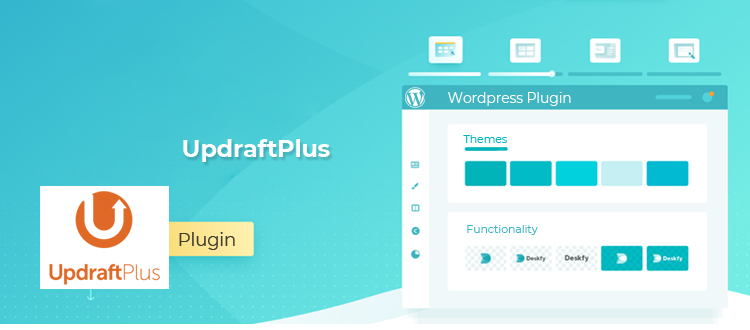 UpdraftPlus
UpdraftPlus
Plugin
Wordpress Plugin
Themes
Functionality
Deskfy
Deskfy
Deskfy